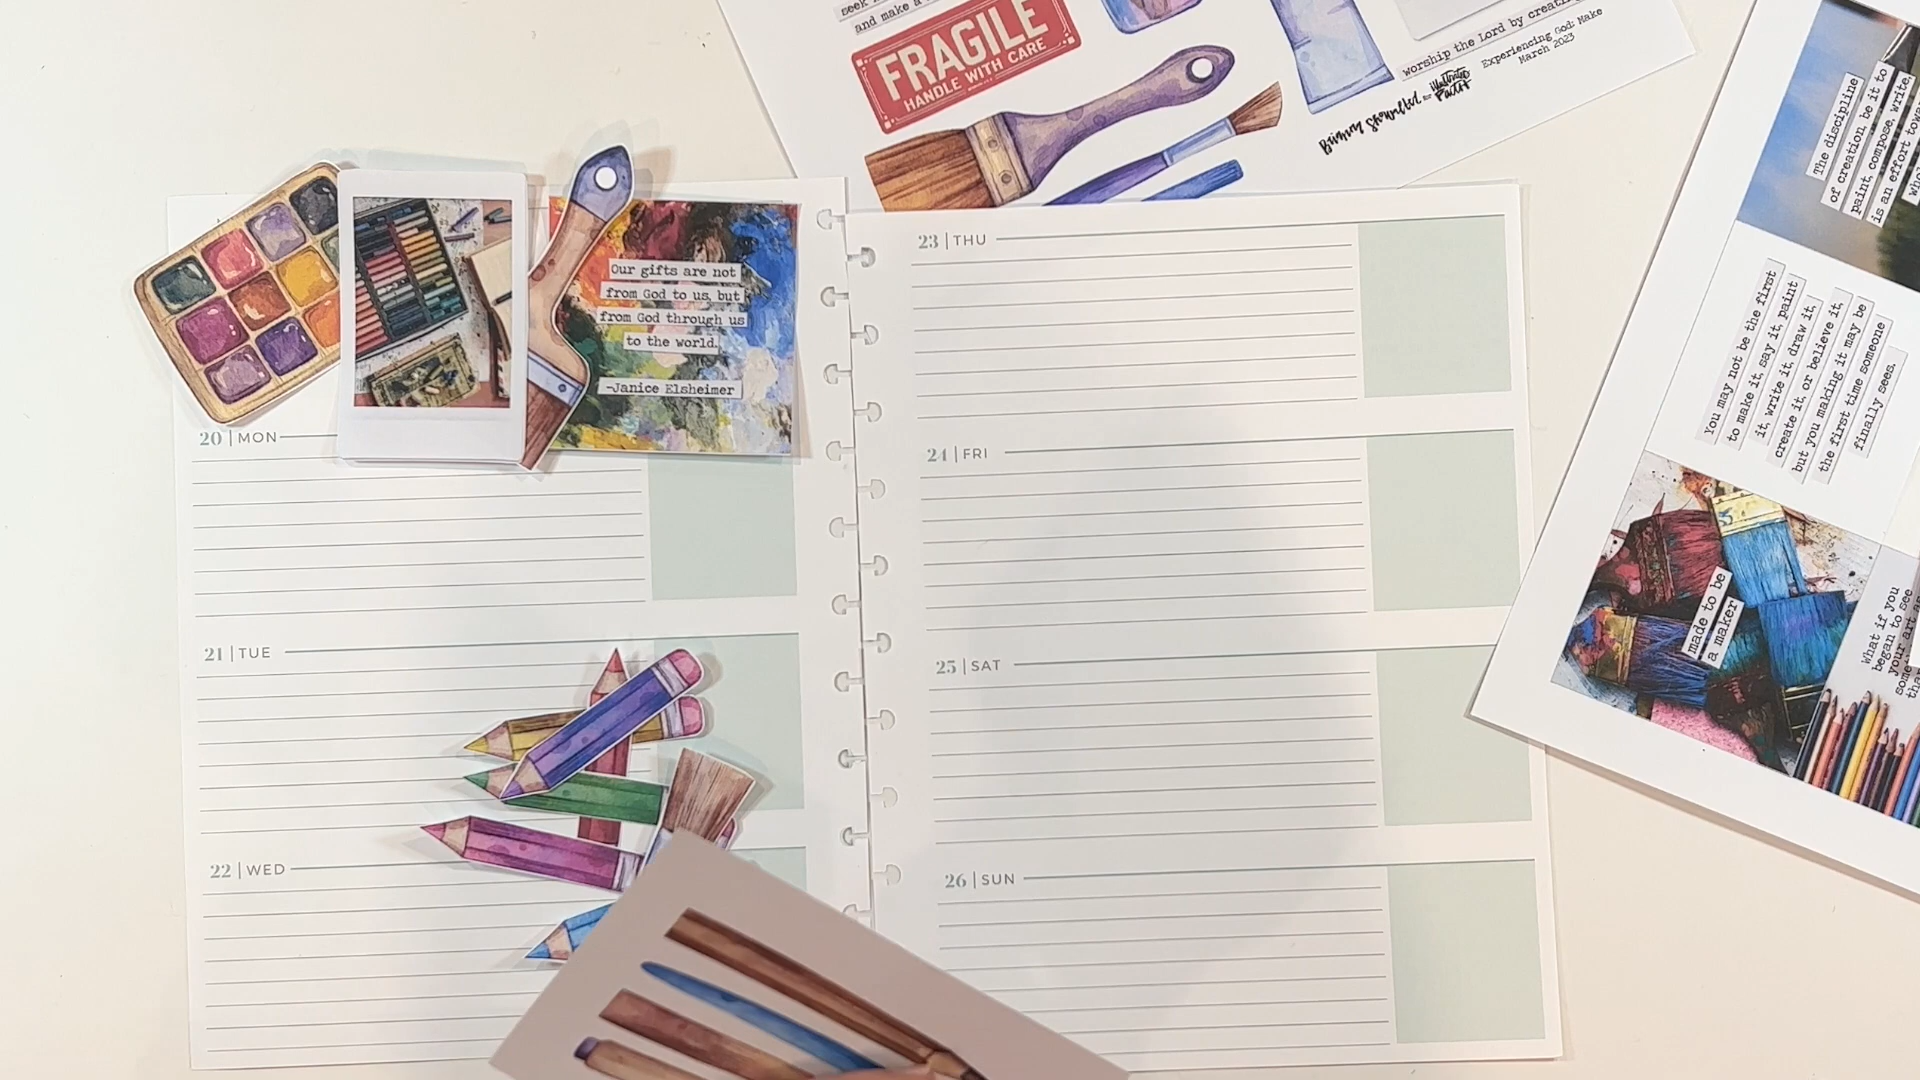 seek
and make a
FRAGILE
HANDLE WITH CARE
worship the Lord by creating
Experiencing God: Make
March 2023
illustrated
Faith
Our gifts are not
from God to us, but
from God through us
to the world.
-Janice Elsheimer
20 | MON
21 | TUE
22 | WED
23 | THU
24 | FRI
25 | SAT
26 | SUN
The discipline
of creation, be it to
paint, compose, write,
is an effort
You may not be the first
to make it, say it, paint
it, write it, draw it,
create it, or believe it,
but you making it may be
the first time someone
finally sees.
made to be
a maker
What if you
began to see
your art as